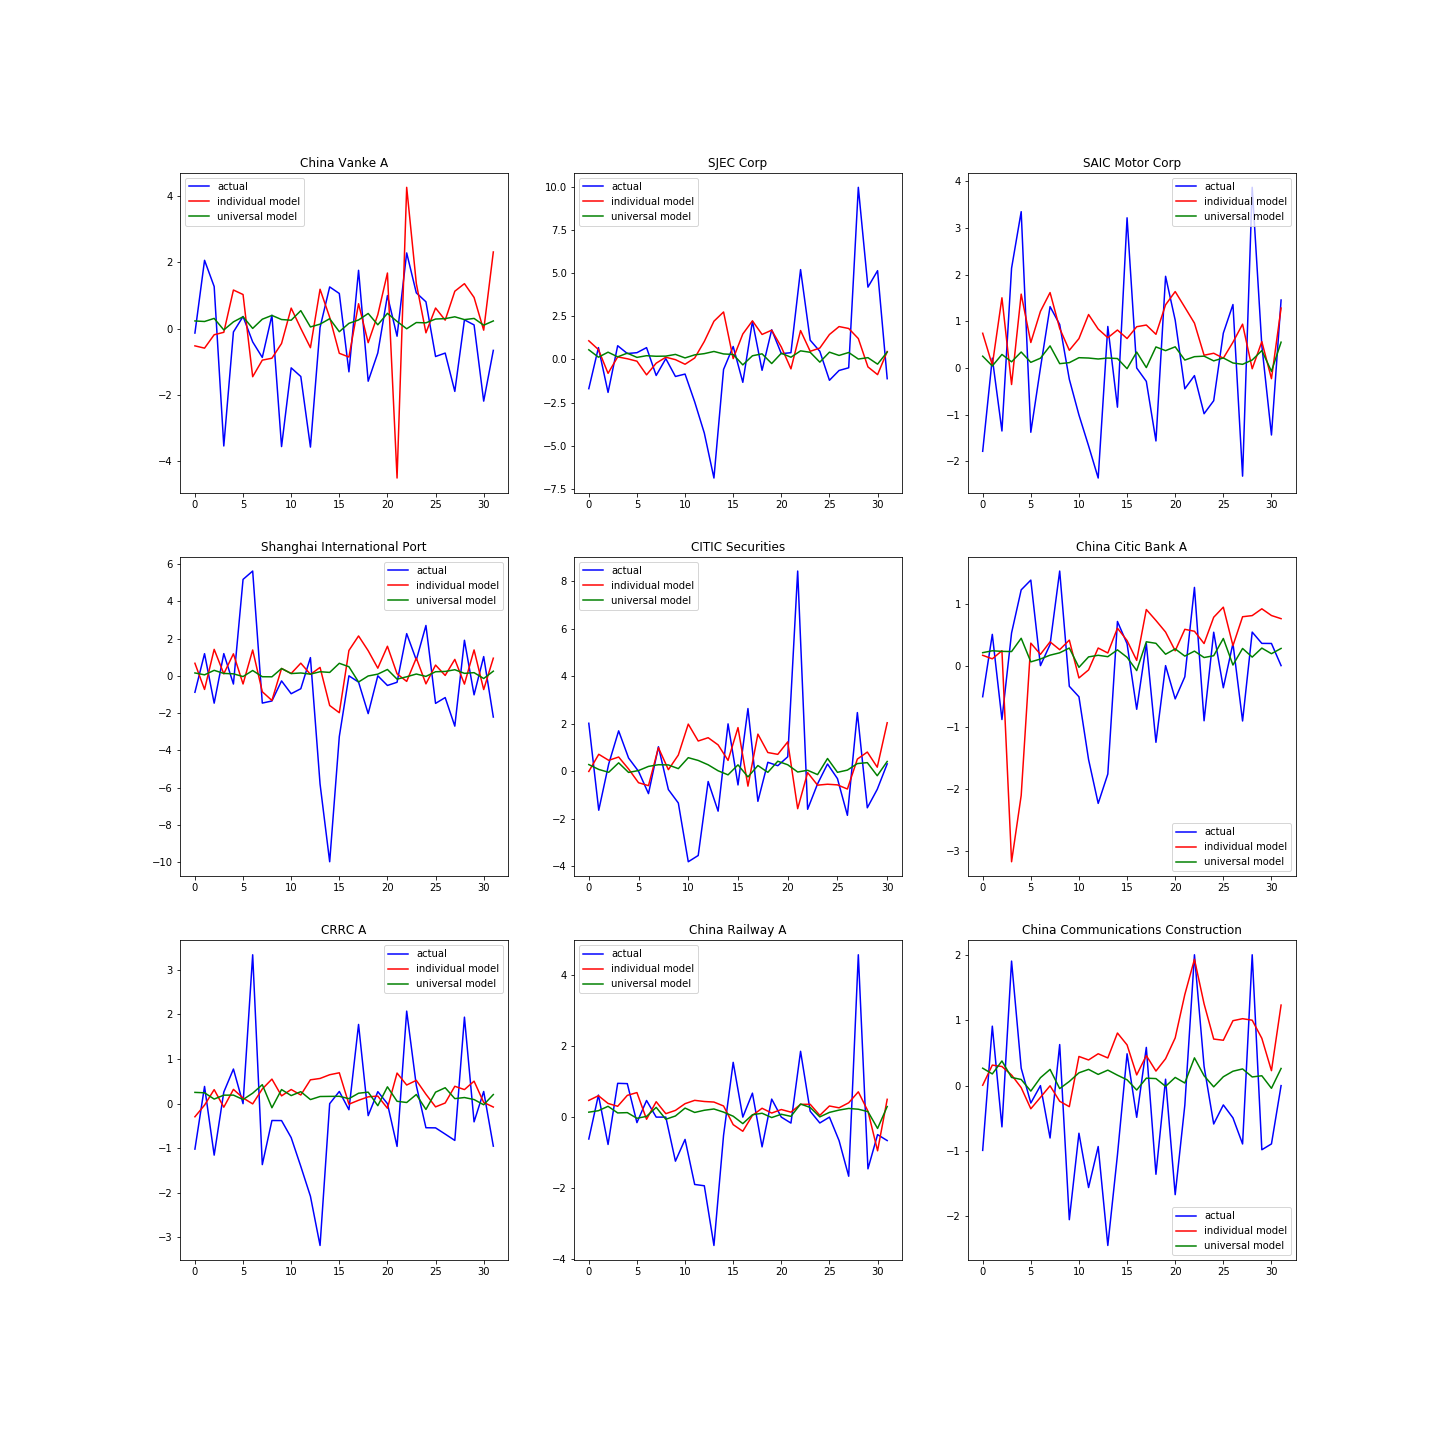 China Vanke A
actual
individual model
universal model
4
2
0
−2
−4
0 5 10 15 20 25 30
SJEC Corp
actual
individual model
universal model
10.0
7.5
5.0
2.5
0.0
−2.5
−5.0
−7.5
0 5 10 15 20 25 30
SAIC Motor Corp
actual
individual model
universal model
4
3
2
1
0
−1
−2
0 5 10 15 20 25 30
Shanghai International Port
actual
individual model
universal model
6
4
2
0
−2
−4
−6
−8
−10
0 5 10 15 20 25 30
CITIC Securities
actual
individual model
universal model
8
6
4
2
0
−2
−4
0 5 10 15 20 25 30
China Citic Bank A
1
0
−1
−2
−3
actual
individual model
universal model
0 5 10 15 20 25 30
CRRC A
actual
individual model
universal model
3
2
1
0
−1
−2
−3
0 5 10 15 20 25 30
China Railway A
actual
individual model
universal model
4
2
0
−2
−4
0 5 10 15 20 25 30
China Communications Construction
2
1
0
−1
−2
actual
individual model
universal model
0 5 10 15 20 25 30